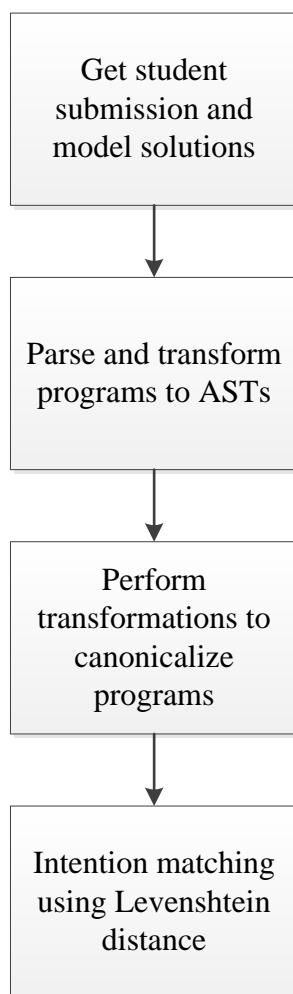 Get student
submission and
model solutions
Parse and transform
programs to ASTs
Perform
transformations to
canonicalize
programs
Intention matching
using Levenshtein
distance